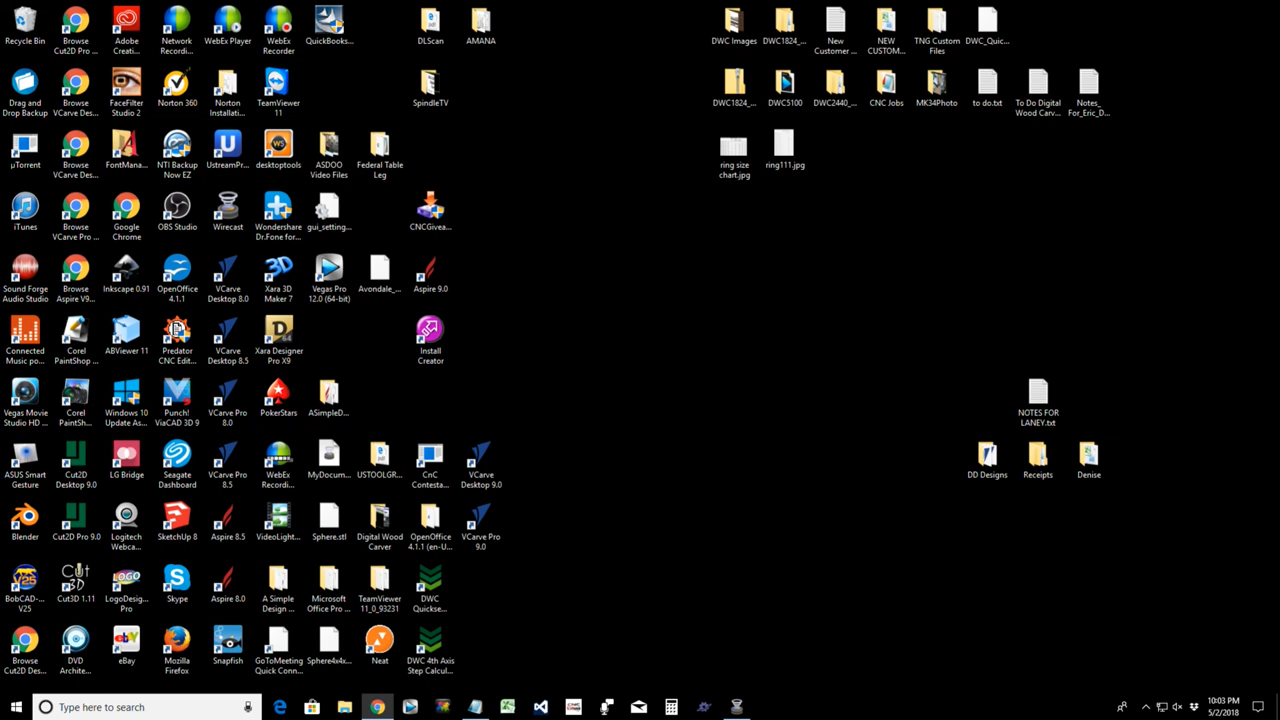 Recycle Bin
Browse
Cut2D Pro ...
Adobe
Creati...
Network
Recordi...
WebEx Player
WebEx
Recorder
QuickBooks...
DLScan
AMANA
DWC Images
DWC1824_...
New
Customer ...
NEW
CUSTOM...
TNG Custom
Files
DWC_Quic...
Drag and
Drop Backup
Browse
VCarve Des...
FaceFilter
Studio 2
Norton 360
Norton
Installati...
TeamViewer
11
SpindleTV
DWC1824_...
DWC5100
DWC2440_...
CNC Jobs
MK34Photo
to do.txt
To Do Digital
Wood Carv...
Notes_
For_Eric_D...
µTorrent
Browse
VCarve Des...
FontMana...
NTI Backup
Now EZ
UstreamPr...
desktoptools
ASDOO
Video Files
Federal Table
Leg
ring size
chart.jpg
ring111.jpg
iTunes
Browse
VCarve Pro ...
Google
Chrome
OBS Studio
Wirecast
Wondershare
Dr.Fone for...
gui_setting...
CNCGivea...
Sound Forge
Audio Studio
Browse
Aspire V9...
Inkscape 0.91
OpenOffice
4.1.1
VCarve
Desktop 8.0
Xara 3D
Maker 7
Vegas Pro
12.0 (64-bit)
Avondale_...
Aspire 9.0
Connected
Music po...
Corel
PaintShop ...
ABViewer 11
Predator
CNC Edit...
VCarve
Desktop 8.5
Xara Designer
Pro X9
Install
Creator
Vegas Movie
Studio HD ...
Corel
PaintSh...
Windows 10
Update As...
Punch!
ViaCAD 3D 9
VCarve Pro
8.0
PokerStars
ASimpleD...
NOTES FOR
LANEY.txt
ASUS Smart
Gesture
Cut2D
Desktop 9.0
LG Bridge
Seagate
Dashboard
VCarve Pro
8.5
WebEx
Recordi...
MyDocum...
USTOOLGR...
CnC
Contesta...
VCarve
Desktop 9.0
DD Designs
Receipts
Denise
Blender
Cut2D Pro 9.0
Logitech
Webca...
SketchUp 8
Aspire 8.5
VideoLight...
Sphere.stl
Digital Wood
Carver
OpenOffice
4.1.1 (en-U...
VCarve Pro
9.0
BobCAD-...
V25
Cut3D 1.11
LogoDesig...
Pro
Skype
Aspire 8.0
A Simple
Design ...
Microsoft
Office Pro ...
TeamViewer
11_0_93231
DWC
Quickse...
Browse
Cut2D Des...
DVD
Archite...
eBay
Mozilla
Firefox
Snapfish
GoToMeeting
Quick Conn...
Sphere4x4x...
Neat
DWC 4th Axis
Step Calcul...
Type here to search
10:03 PM
5/2/2018